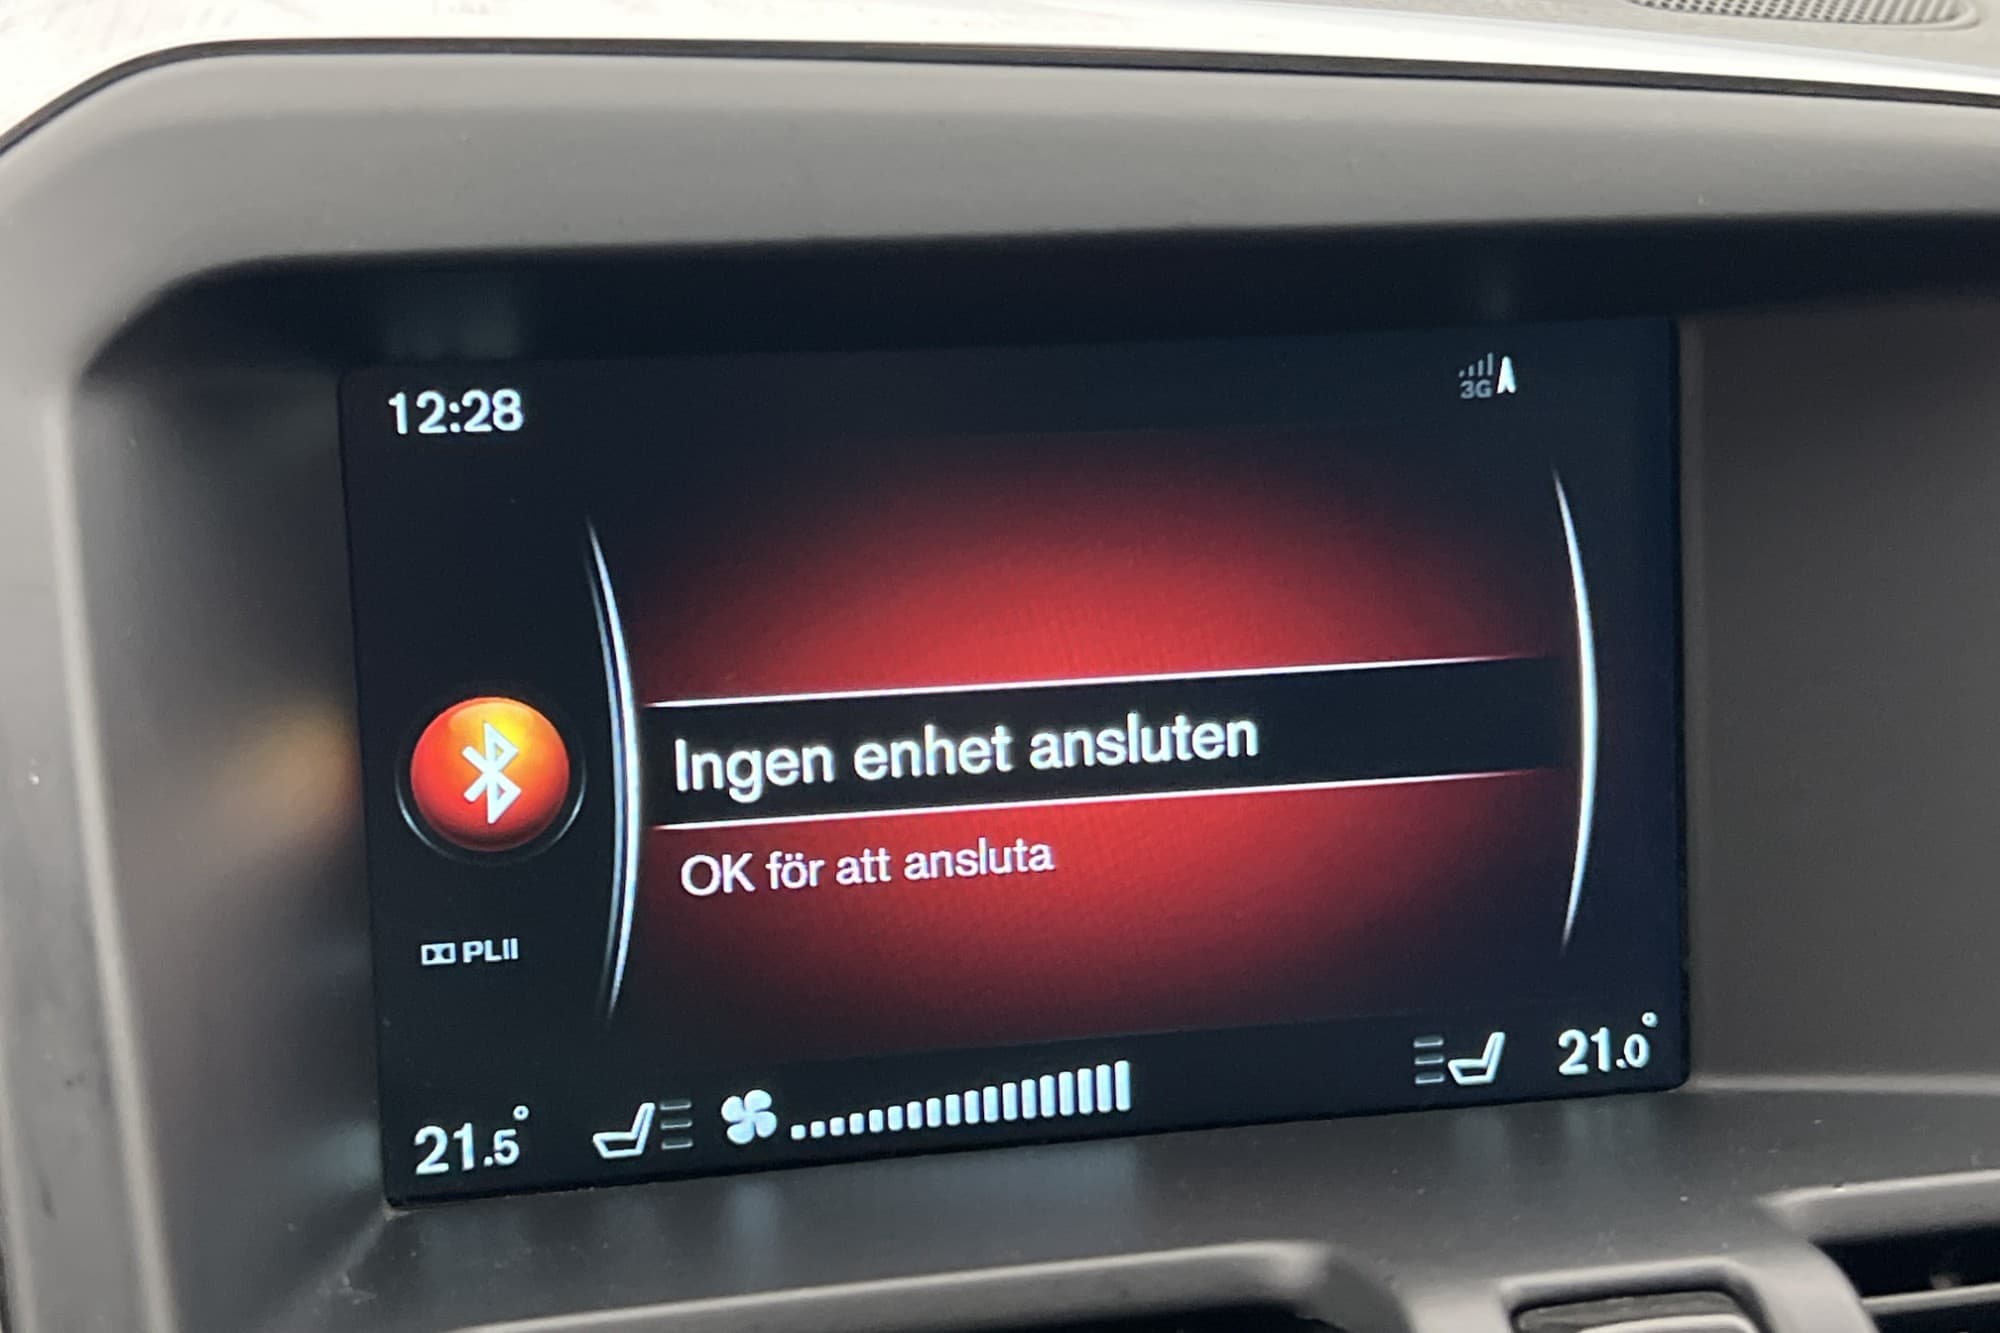 12:28
3G
Ingen enhet ansluten
OK för att ansluta
PLII
21.5°
21.0°